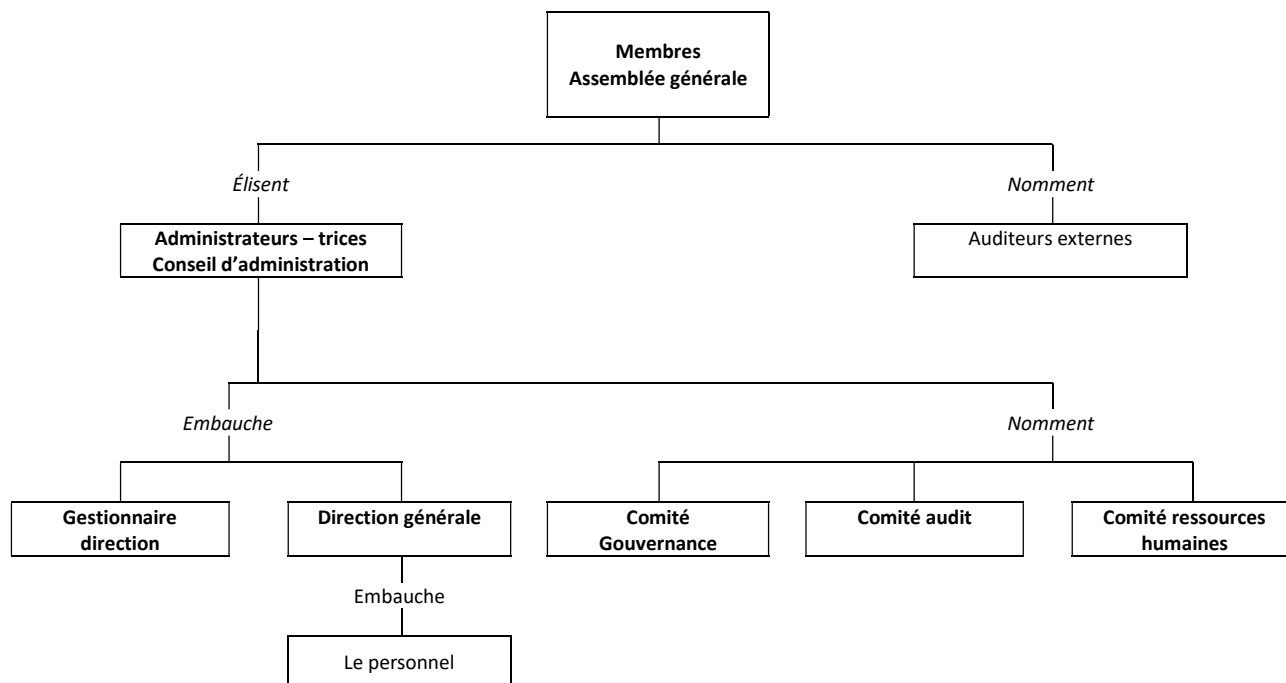 Membres
Assemblée générale
Élisent
Nomment
Administrateurs – trices
Conseil d'administration
Auditeurs externes
Embauche
Nomment
Gestionnaire
direction
Direction générale
Comité
Gouvernance
Comité audit
Comité ressources
humaines
Embauche
Le personnel